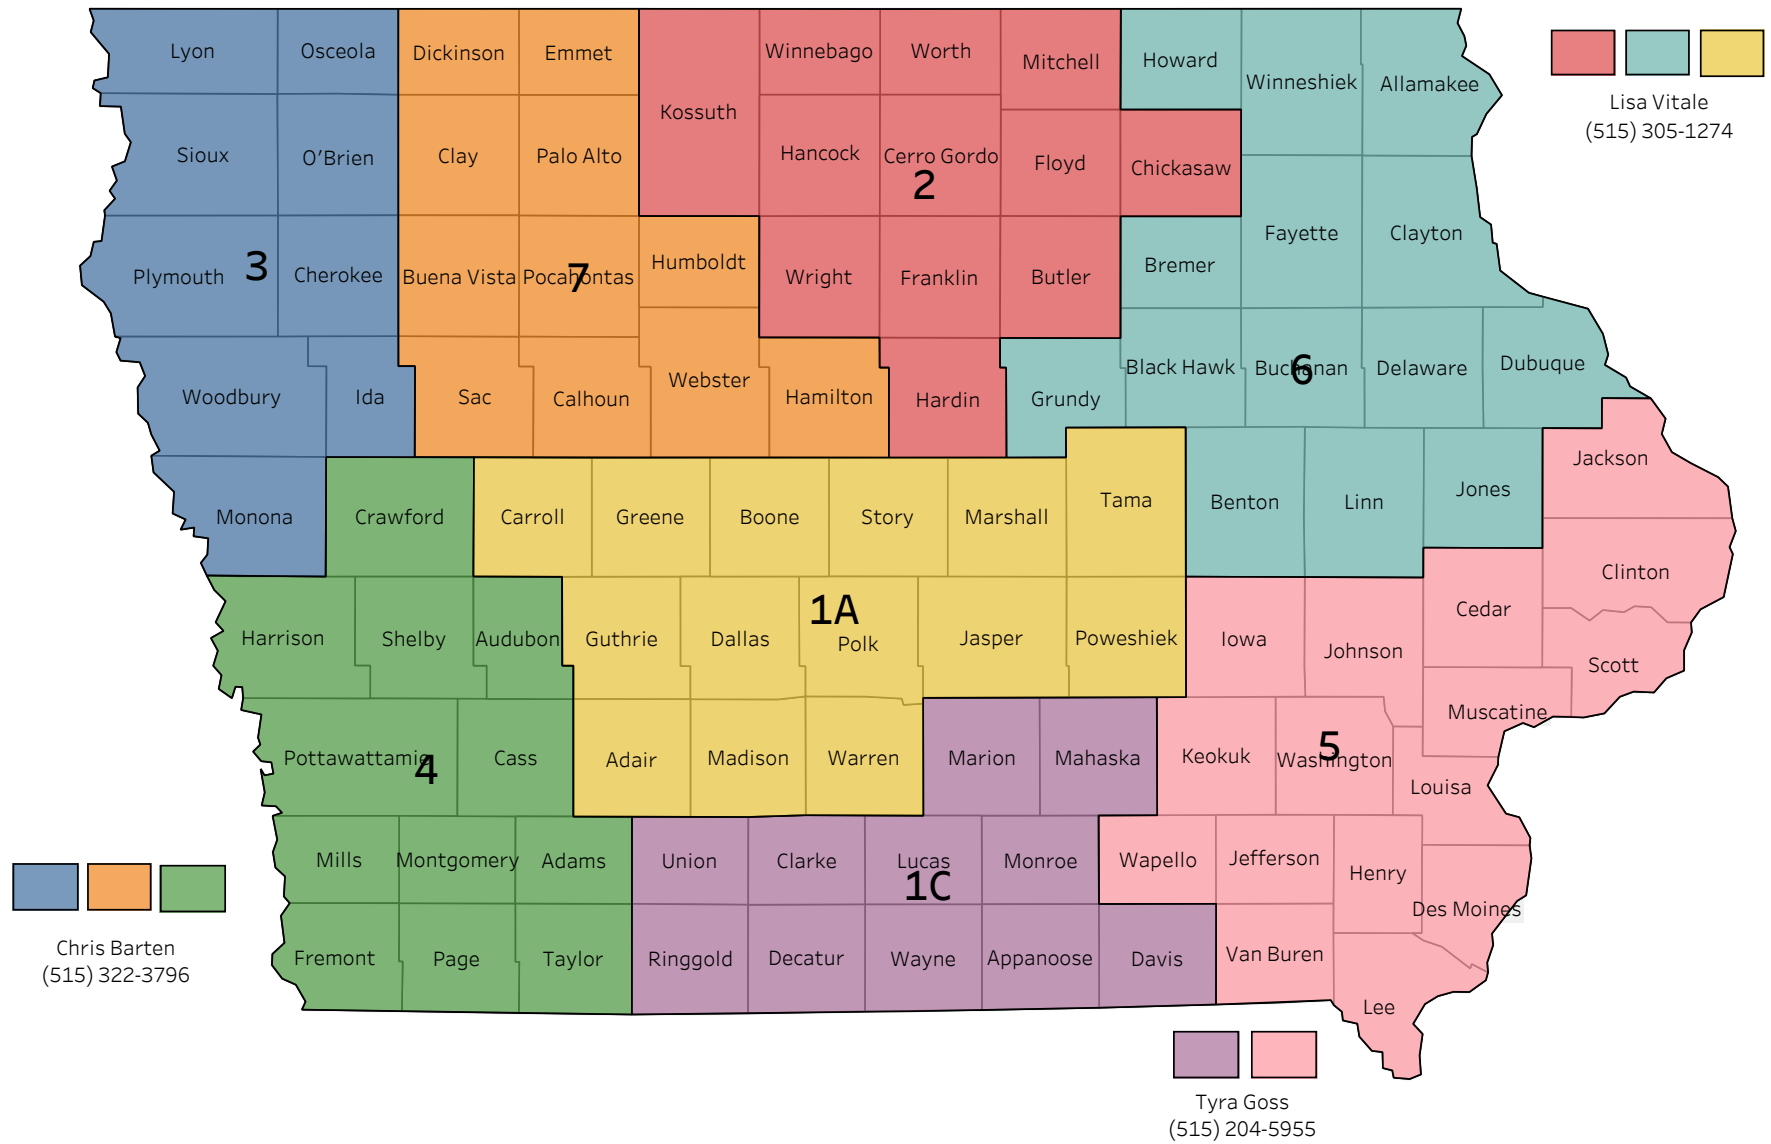 Lyon
Osceola
Dickinson
Emmet
Kossuth
Winnebago
Worth
Mitchell
Howard
Winneshiek
Allamakee
Lisa Vitale
(515) 305-1274
Sioux
O'Brien
Clay
Palo Alto
Hancock
Cerro Gordo
2
Floyd
Chickasaw
Fayette
Clayton
Plymouth
3
Cherokee
Buena Vista
Pocahontas
7
Humboldt
Wright
Franklin
Butler
Bremer
Woodbury
Ida
Sac
Calhoun
Webster
Hamilton
Hardin
Grundy
Black Hawk
Buchanan
6
Delaware
Dubuque
Jackson
Monona
Crawford
Carroll
Greene
Boone
Story
Marshall
Tama
Benton
Linn
Jones
Clinton
Harrison
Shelby
Audubon
Guthrie
Dallas
1A
Polk
Jasper
Poweshiek
Iowa
Johnson
Cedar
Scott
Muscatine
Pottawattamie
4
Cass
Adair
Madison
Warren
Marion
Mahaska
Keokuk
Washington
5
Louisa
Mills
Montgomery
Adams
Union
Clarke
Lucas
1C
Monroe
Wapello
Jefferson
Henry
Des Moines
Fremont
Page
Taylor
Ringgold
Decatur
Wayne
Appanoose
Davis
Van Buren
Lee
Chris Barten
(515) 322-3796
Tyra Goss
(515) 204-5955